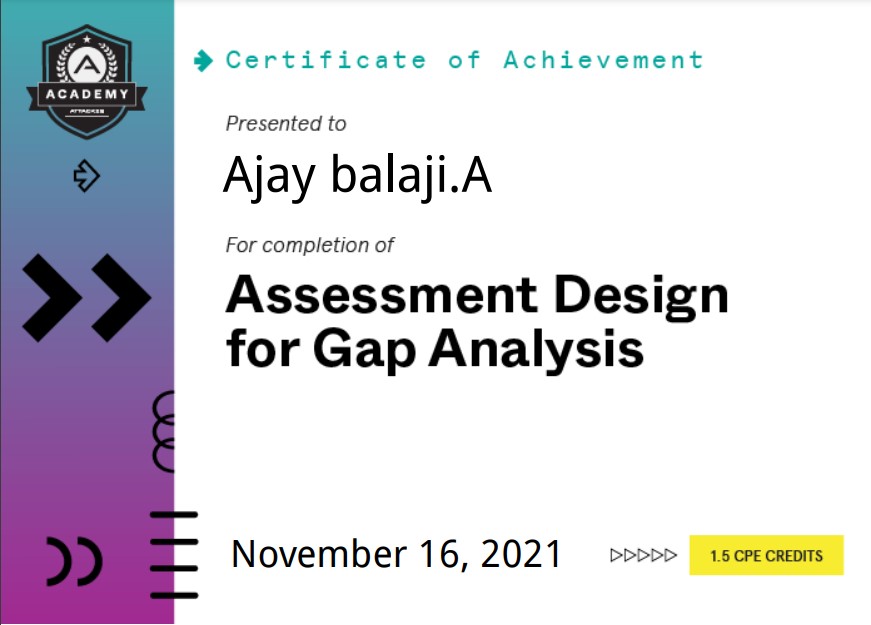 ACADEMY
ATTACKIQ
Certificate of Achievement
Presented to
Ajay balaji.A
For completion of
Assessment Design
for Gap Analysis
November 16, 2021
1.5 CPE CREDITS